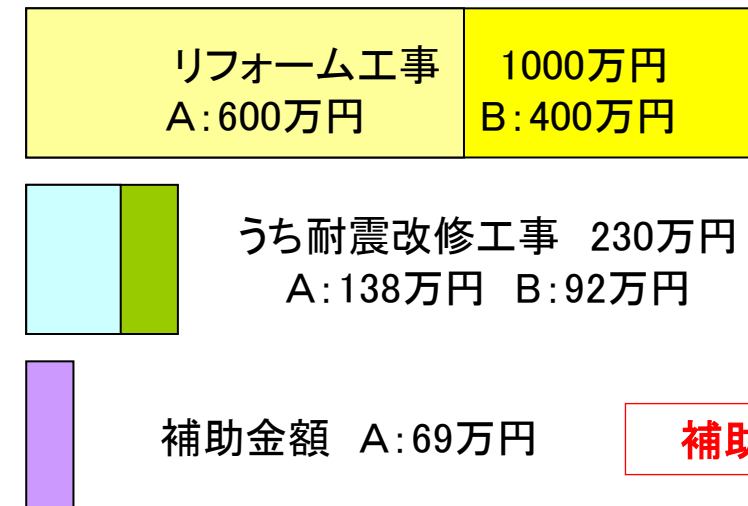 リフォーム工事 1000万円
A:600万円 B:400万円
うち耐震改修工事 230万円
A:138万円 B:92万円
補助金額 A:69万円 補助